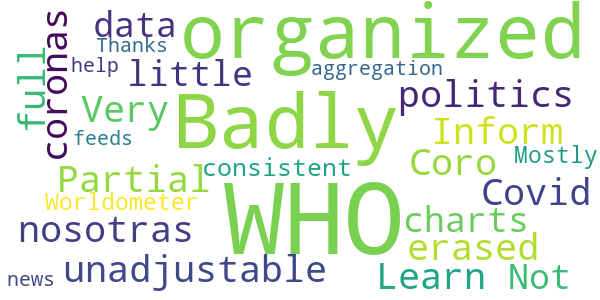 organized
data
Thanks
coronas
full
help
little
aggregation
politics
Very
Badly
Inform
feeds
Mostly
consistent
Coro
Partial
Covid
Worldometer
WHO
nosotras
charts
erased
unadjustable
news
Learn
Not